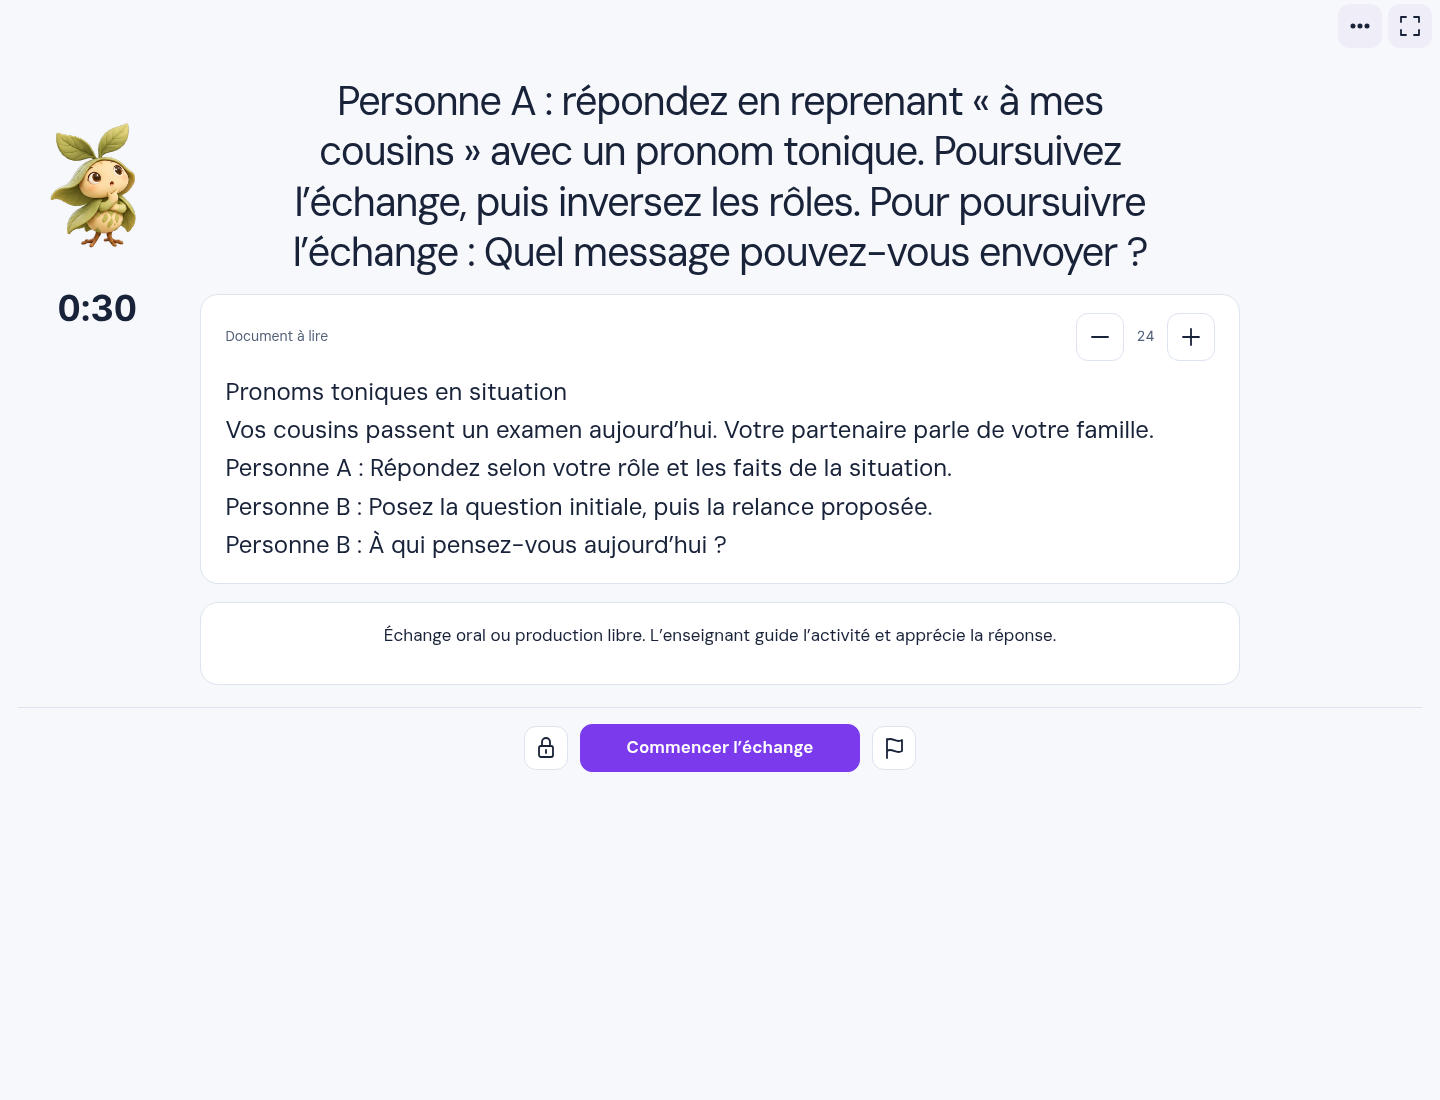 Personne A : répondez en reprenant « à mes
cousins » avec un pronom tonique. Poursuivez
l’échange, puis inversez les rôles. Pour poursuivre
l’échange : Quel message pouvez-vous envoyer ?
0:30
Document à lire
24
Pronoms toniques en situation
Vos cousins passent un examen aujourd’hui. Votre partenaire parle de votre famille.
Personne A : Répondez selon votre rôle et les faits de la situation.
Personne B : Posez la question initiale, puis la relance proposée.
Personne B : À qui pensez-vous aujourd’hui ?
Échange oral ou production libre. L’enseignant guide l’activité et apprécie la réponse.
Commencer l’échange